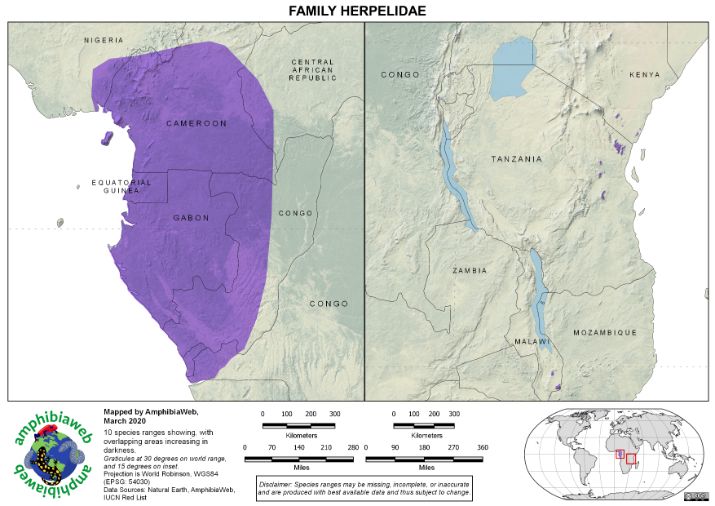 FAMILY HERPELIDAE
NIGERIA
CENTRAL
AFRICAN
REPUBLIC
CAMEROON
EQUATORIAL
GUINEA
GABON
CONGO
CONGO
CONGO
KENYA
TANZANIA
ZAMBIA
MALAWI
MOZAMBIQUE
amphibiaweb
amphibiaweb
Mapped by AmphibiaWeb,
March 2020
10 species ranges showing, with
overlapping areas increasing in
darkness.
Graticules at 30 degrees on world range,
and 15 degrees on inset.
Projection is World Robinson, WGS84
(EPSG: 54030)
Data Sources: Natural Earth, AmphibiaWeb,
IUCN Red List
0 100 200 300
Kilometers
0 70 140 210 280
Miles
0 100 200 300
Kilometers
0 90 180 270 360
Miles
Disclaimer: Species ranges may be missing, incomplete, or inaccurate
and are produced with best available data and thus subject to change.